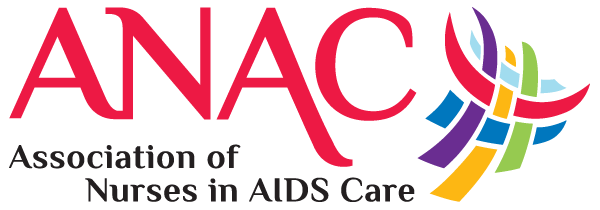 ANAC
Association of
Nurses in AIDS Care